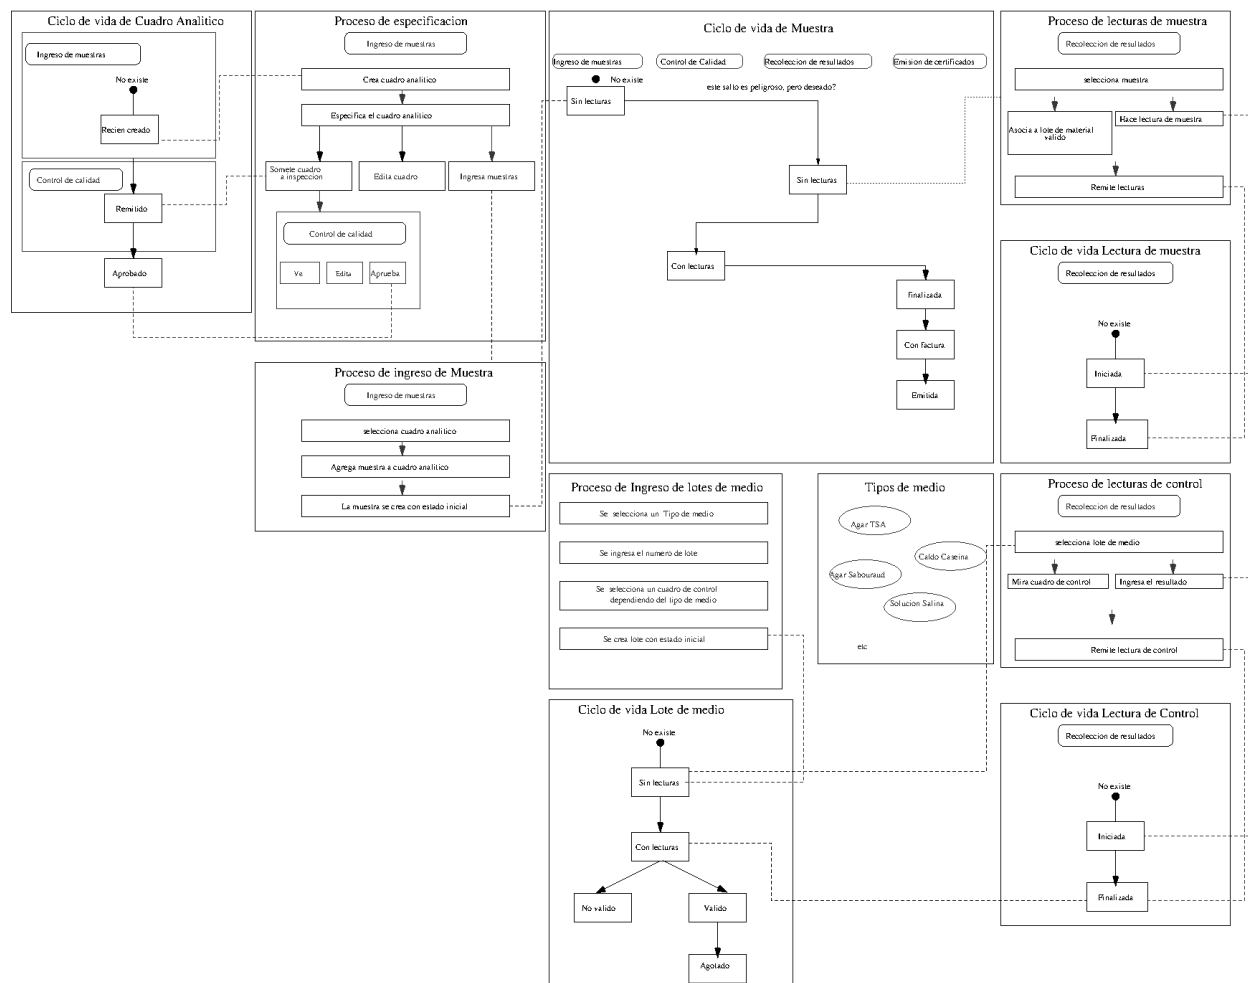 Ciclo de vida de Cuadro Analitico
Ingreso de muestras
No existe
Recien creado
Control de calidad
Remitido
Aprobado
Proceso de especificacion
Ingreso de muestras
Crea cuadro analitico
Especifica el cuadro analitico
Somete cuadro
a inspeccion
Edita cuadro
Ingresa muestras
Control de calidad
Ve
Edita
Aprueba
Proceso de ingreso de Muestra
Ingreso de muestras
selecciona cuadro analitico
Agrega muestra a cuadro analitico
La muestra se crea con estado inicial
Ciclo de vida de Muestra
Ingreso de muestras
Control de Calidad
Recoleccion de resultados
Emision de certificados
No existe
Sin lecturas
este salto es peligroso, pero deseado?
Sin lecturas
Con lecturas
Finalizada
Con factura
Emitida
Proceso de lecturas de muestra
Recoleccion de resultados
selecciona muestra
Asocia a lote de material
valido
Hace lectura de muestra
Remite lecturas
Ciclo de vida Lectura de muestra
Recoleccion de resultados
No existe
Iniciada
Finalizada
Proceso de Ingreso de lotes de medio
Se selecciona un Tipo de medio
Se ingresa el numero de lote
Se selecciona un cuadro de control
dependiendo del tipo de medio
Se crea lote con estado inicial
Tipos de medio
Agar TSA
Caldo Caseina
Agar Sabouraud
Solucion Salina
etc
Proceso de lecturas de control
Recoleccion de resultados
selecciona lote de medio
Mira cuadro de control
Ingresa el resultado
Remite lectura de control
Ciclo de vida Lote de medio
No existe
Sin lecturas
Con lecturas
No valido
Valido
Agotado
Ciclo de vida Lectura de Control
Recoleccion de resultados
No existe
Iniciada
Finalizada